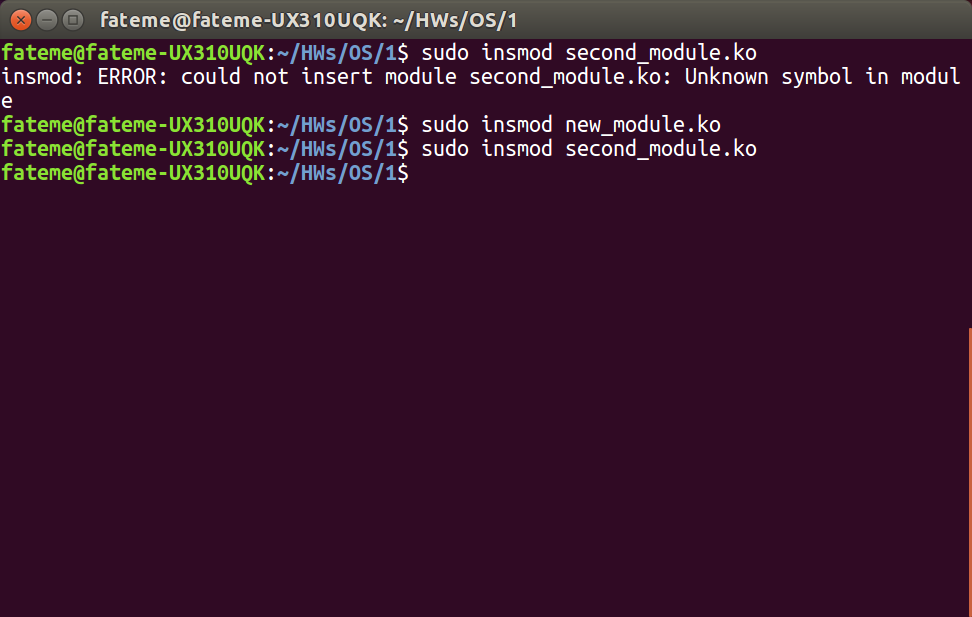 fateme@fateme-UX310UQK: ~/HWs/OS/1
fateme@fateme-UX310UQK:~/HWs/OS/1$ sudo insmod second_module.ko
insmod: ERROR: could not insert module second_module.ko: Unknown symbol in modul
e
fateme@fateme-UX310UQK:~/HWs/OS/1$ sudo insmod new_module.ko
fateme@fateme-UX310UQK:~/HWs/OS/1$ sudo insmod second_module.ko
fateme@fateme-UX310UQK:~/HWs/OS/1$